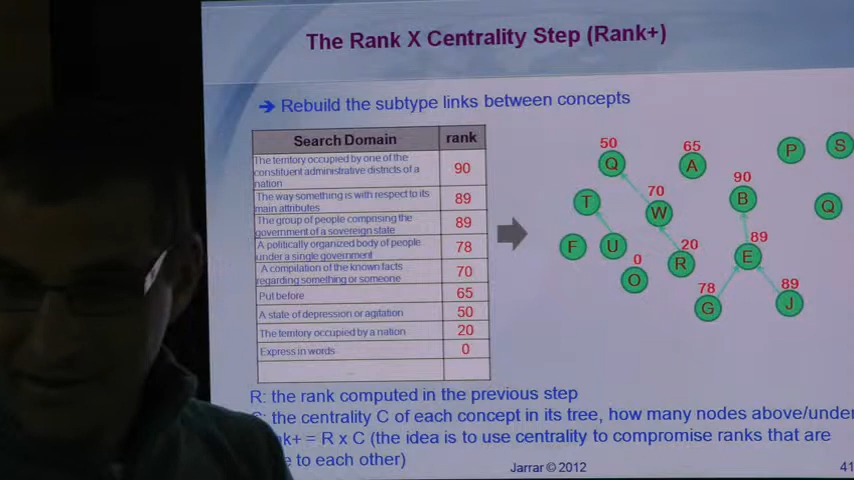 The Rank X Centrality Step (Rank+)
Rebuild the subtype links between concepts
Search Domain rank
The territory occupied by one of the
constituent administrative districts of a
nation
90
The way something is with respect to its
main attributes
89
The group of people comprising the
government of a sovereign state
89
A politically organized body of people
under a single government
78
A compilation of the known facts
regarding something or someone
70
Put before 65
A state of depression or agitation 50
The territory occupied by a nation 20
Express in words 0
50
Q
65
A
P
S
T
70
W
90
B
Q
F
U
0
O
20
R
89
E
78
G
89
J
R: the rank computed in the previous step
: the centrality C of each concept in its tree, how many nodes above/under
nk+ = R x C (the idea is to use centrality to compromise ranks that are
e to each other)
Jarrar © 2012
41